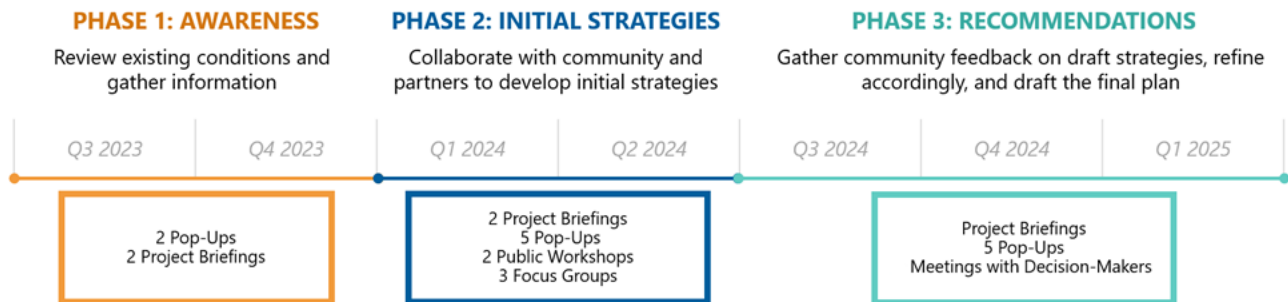 PHASE 1: AWARENESS
Review existing conditions and
gather information
PHASE 2: INITIAL STRATEGIES
Collaborate with community and
partners to develop initial strategies
PHASE 3: RECOMMENDATIONS
Gather community feedback on draft strategies, refine
accordingly, and draft the final plan
Q3 2023
Q4 2023
Q1 2024
Q2 2024
Q3 2024
Q4 2024
Q1 2025
2 Pop-Ups
2 Project Briefings
2 Project Briefings
5 Pop-Ups
2 Public Workshops
3 Focus Groups
Project Briefings
5 Pop-Ups
Meetings with Decision-Makers